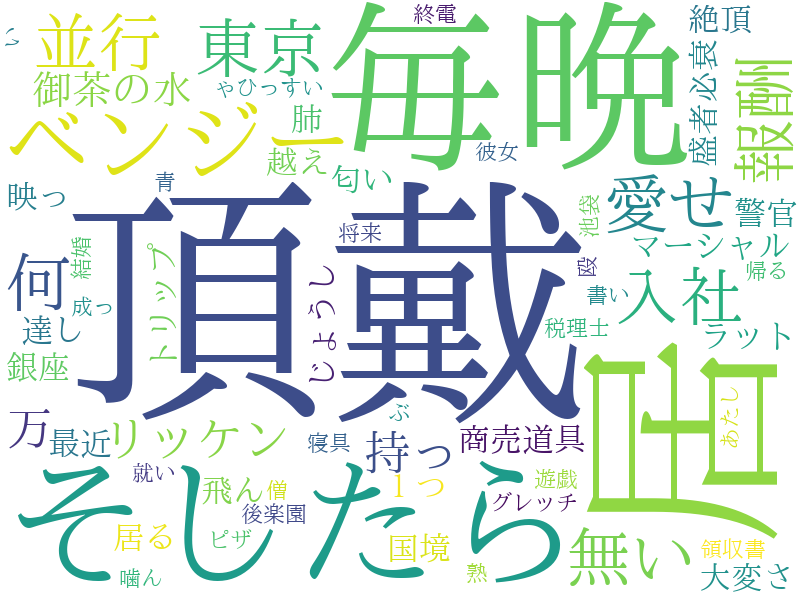 終電
絶頂
並行
東京
毎晩
御茶の水
ゃひっすい
盛者必衰
報酬
ベンジー
肺
越え
彼女
匂い
青
映っ
愛せ
警官
頂戴
将来
池袋
マーシャル
結婚
何
トリップ
じょうし
殴
帰る
入社
成っ
書い
達し
税理士
ラット
銀座
万
最近
リッケン
ぶ
寝具
持っ
商売道具
あたし
そしたら
就い
飛ん
僧
1つ
グレッチ
遊戯
後楽園
ピザ
居る
国境
無い
領収書
噛ん
熟
大変さ